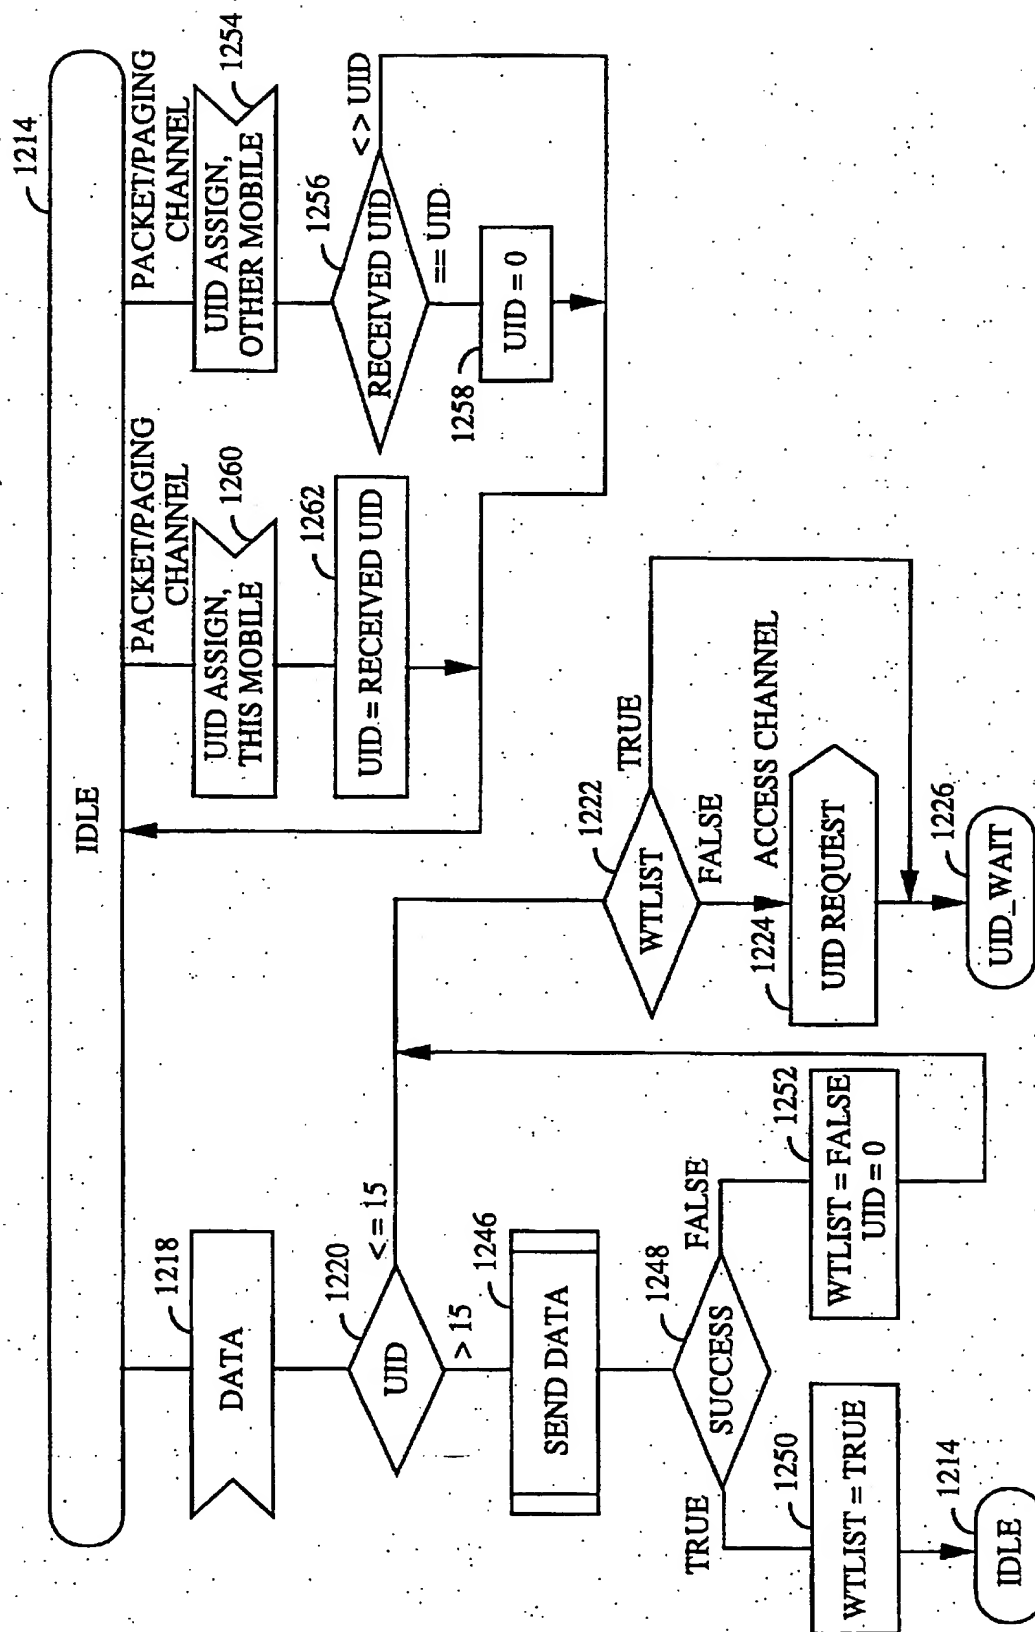 1214
IDLE
PACKET/PAGING
CHANNEL
PACKET/PAGING
CHANNEL
1218
DATA
UID ASSIGN,
THIS MOBILE
1260
UID ASSIGN,
OTHER MOBILE
1254
1220
UID
<= 15
> 15
1262
UID = RECEIVED UID
1256
RECEIVED UID
<> UID
== UID
1258
UID = 0
1246
SEND DATA
1248
SUCCESS
TRUE
FALSE
1222
WTLIST
TRUE
FALSE
1250
WTLIST = TRUE
1252
WTLIST = FALSE
UID = 0
1224
UID REQUEST
ACCESS CHANNEL
1214
IDLE
1226
UID_WAIT